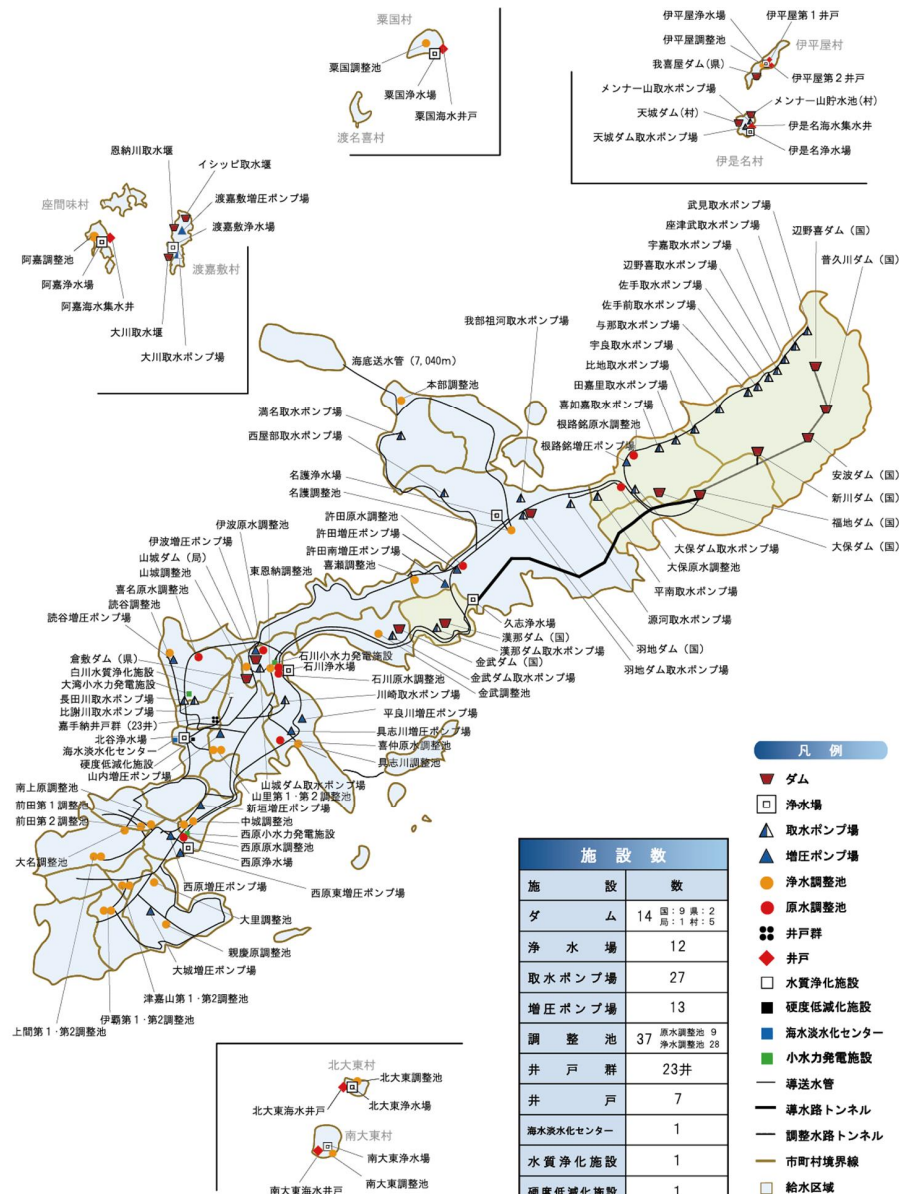 粟国村
粟国調整池
粟国浄水場
粟国海水井戸
渡名喜村
伊平屋浄水場
伊平屋第1井戸
伊平屋調整池
伊平屋村
我喜屋ダム(県)
伊平屋第2井戸
メンナー山取水ポンプ場
メンナー山貯水池(村)
天城ダム(村)
伊是名海水集水井
天城ダム取水ポンプ場
伊是名浄水場
伊是名村
恩納川取水堰
イシッピ取水堰
座間味村
渡嘉敷増圧ポンプ場
渡嘉敷浄水場
阿嘉調整池
渡嘉敷村
阿嘉浄水場
阿嘉海水集水井
大川取水堰
大川取水ポンプ場
武見取水ポンプ場
座津武取水ポンプ場
辺野喜ダム(国)
宇嘉取水ポンプ場
普久川ダム(国)
辺野喜取水ポンプ場
佐手取水ポンプ場
佐手前取水ポンプ場
与那取水ポンプ場
宇良取水ポンプ場
比地取水ポンプ場
田嘉里取水ポンプ場
喜如嘉取水ポンプ場
根路銘原水調整池
根路銘増圧ポンプ場
我部祖河取水ポンプ場
海底送水管(7,040m)
本部調整池
満名取水ポンプ場
西屋部取水ポンプ場
名護浄水場
名護調整池
安波ダム(国)
新川ダム(国)
福地ダム(国)
大保ダム(国)
大保ダム取水ポンプ場
大保原水調整池
平南取水ポンプ場
源河取水ポンプ場
羽地ダム(国)
羽地ダム取水ポンプ場
許田原水調整池
許田増圧ポンプ場
許田南増圧ポンプ場
喜瀬調整池
久志浄水場
漢那ダム(国)
漢那ダム取水ポンプ場
金武ダム(国)
金武ダム取水ポンプ場
金武調整池
伊波原水調整池
伊波増圧ポンプ場
山城ダム(局)
東恩納調整池
山城調整池
喜名原水調整池
読谷調整池
読谷増圧ポンプ場
倉敷ダム(県)
白川水質浄化施設
大湾小水力発電施設
長田川取水ポンプ場
比謝川取水ポンプ場
嘉手納井戸群(23井)
北谷浄水場
海水淡水化センター
硬度低減化施設
山内増圧ポンプ場
石川小水力発電施設
石川浄水場
石川原水調整池
川崎取水ポンプ場
平良川増圧ポンプ場
具志川増圧ポンプ場
喜仲原水調整池
具志川調整池
山城ダム取水ポンプ場
山里第1・第2調整池
新垣増圧ポンプ場
中城調整池
西原小水力発電施設
西原原水調整池
西原浄水場
西原東増圧ポンプ場
西原増圧ポンプ場
南上原調整池
前田第1調整池
前田第2調整池
大名調整池
大里調整池
親慶原調整池
大城増圧ポンプ場
津嘉山第1・第2調整池
伊覇第1・第2調整池
上間第1・第2調整池
北大東村
北大東調整池
北大東浄水場
北大東海水井戸
南大東村
南大東浄水場
南大東調整池
南大東海水井戸
施設数
施設 数
ダム 14 国:9 県:2
局:1 村:5
浄水場 12
取水ポンプ場 27
増圧ポンプ場 13
調整池 37 原水調整池 9
浄水調整池 28
井戸群 23井
井戸 7
海水淡水化センター 1
水質浄化施設 1
硬度低減化施設 1
凡例
ダム
浄水場
取水ポンプ場
増圧ポンプ場
浄水調整池
原水調整池
井戸群
井戸
水質浄化施設
硬度低減化施設
海水淡水化センター
小水力発電施設
導送水管
導水路トンネル
調整水路トンネル
市町村境界線
給水区域